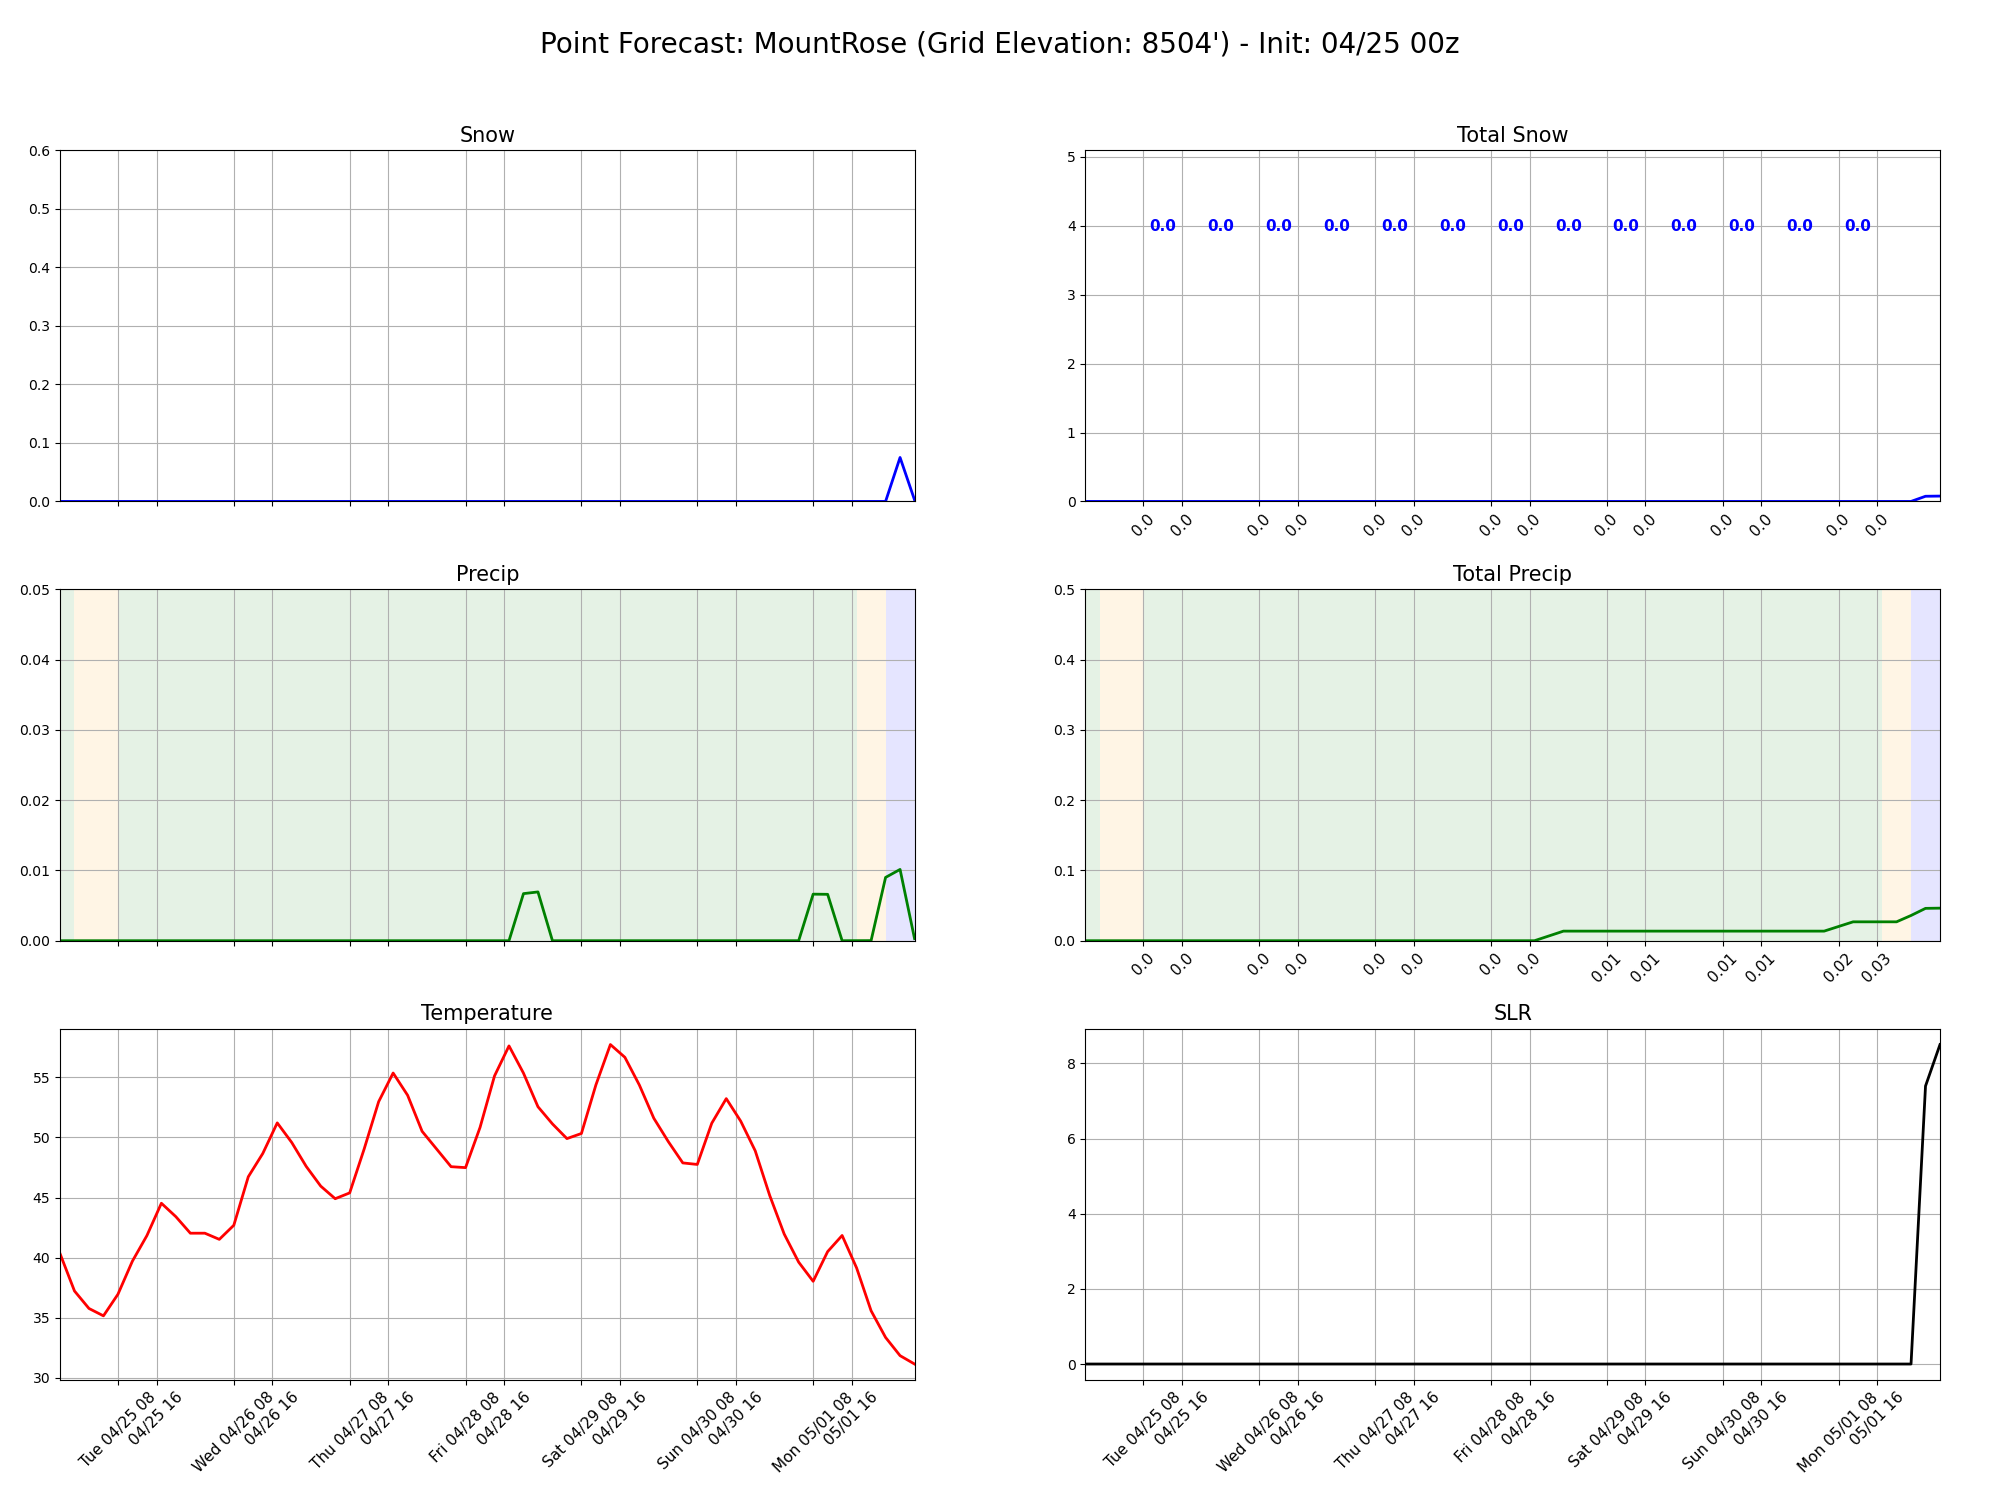 Point Forecast: MountRose (Grid Elevation: 8504') - Init: 04/25 00z
Snow
0.6
0.5
0.4
0.3
0.2
0.1
0.0
Total Snow
5
4
3
2
1
0
0.0 0.0 0.0 0.0 0.0 0.0 0.0 0.0 0.0 0.0 0.0 0.0 0.0
0.0 0.0 0.0 0.0 0.0 0.0 0.0 0.0 0.0 0.0 0.0 0.0 0.0 0.0
Precip
0.05
0.04
0.03
0.02
0.01
0.00
Total Precip
0.5
0.4
0.3
0.2
0.1
0.0
0.0 0.0 0.0 0.0 0.0 0.0 0.0 0.0 0.01 0.01 0.01 0.01 0.02 0.03
Temperature
55
50
45
40
35
30
Tue 04/25 08
04/25 16
Wed 04/26 08
04/26 16
Thu 04/27 08
04/27 16
Fri 04/28 08
04/28 16
Sat 04/29 08
04/29 16
Sun 04/30 08
04/30 16
Mon 05/01 08
05/01 16
SLR
8
6
4
2
0
Tue 04/25 08
04/25 16
Wed 04/26 08
04/26 16
Thu 04/27 08
04/27 16
Fri 04/28 08
04/28 16
Sat 04/29 08
04/29 16
Sun 04/30 08
04/30 16
Mon 05/01 08
05/01 16